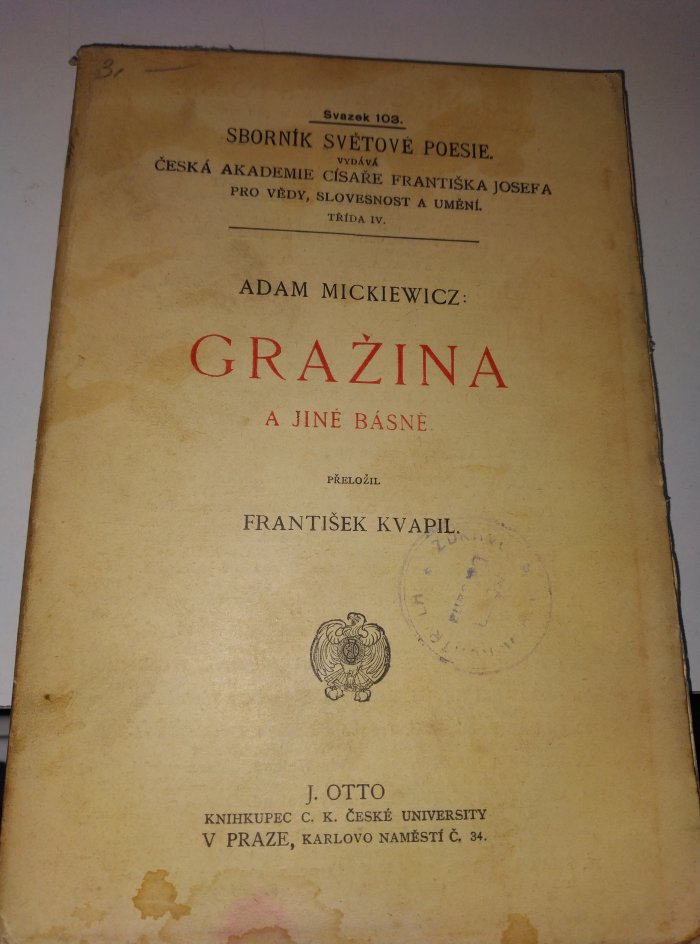 3. —
Svazek 103.
SBORNÍK SVĚTOVÉ POESIE.
VYDÁVÁ
ČESKÁ AKADEMIE CÍSAŘE FRANTIŠKA JOSEFA
PRO VĚDY, SLOVESNOST A UMĚNÍ.
TŘÍDA IV.
ADAM MICKIEWICZ:
GRAŽINA
A JINÉ BÁSNĚ.
PŘELOŽIL
FRANTIŠEK KVAPIL.
J. OTTO
KNIHKUPEC C. K. ČESKÉ UNIVERSITY
V PRAZE, KARLOVO NAMĚSTÍ Č. 34.